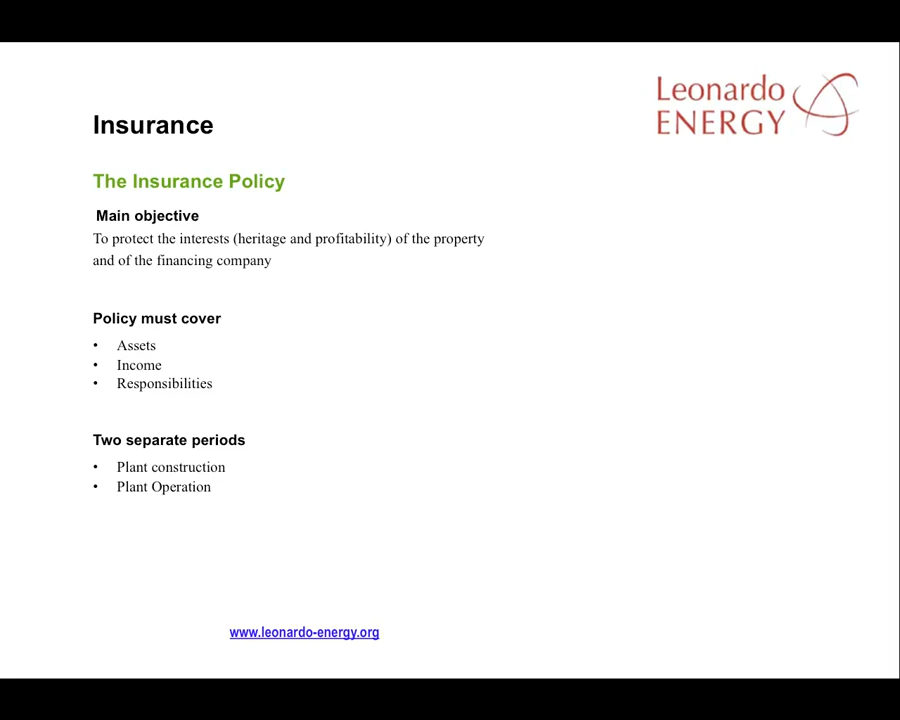 Leonardo
ENERGY
Insurance
The Insurance Policy
Main objective
To protect the interests (heritage and profitability) of the property
and of the financing company
Policy must cover
• Assets
• Income
• Responsibilities
Two separate periods
• Plant construction
• Plant Operation
www.leonardo-energy.org